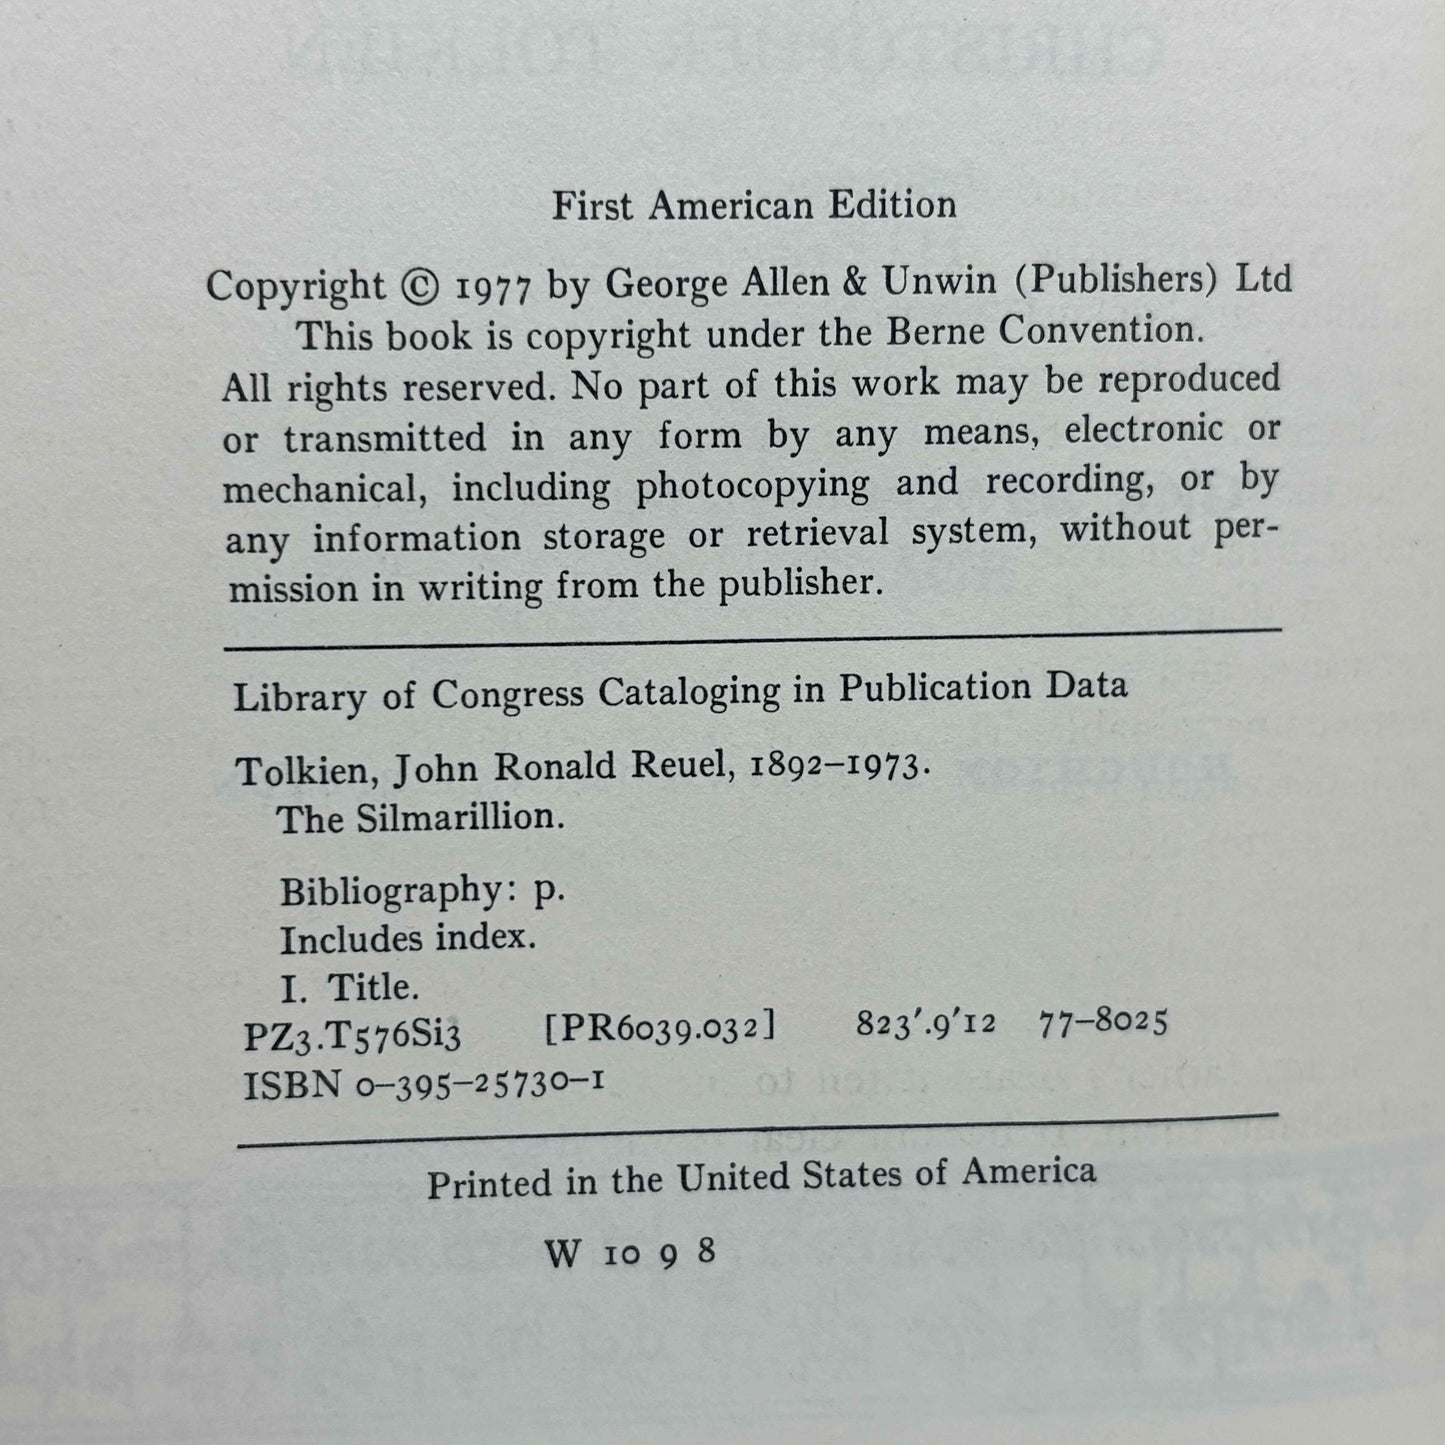 First American Edition
Copyright © 1977 by George Allen & Unwin (Publishers) Ltd
This book is copyright under the Berne Convention.
All rights reserved. No part of this work may be reproduced
or transmitted in any form by any means, electronic or
mechanical, including photocopying and recording, or by
any information storage or retrieval system, without per-
mission in writing from the publisher.
Library of Congress Cataloging in Publication Data
Tolkien, John Ronald Reuel, 1892–1973.
The Silmarillion.
Bibliography: p.
Includes index.
I. Title.
PZ3.T576Si3 [PR6039.032] 823′.9′12 77–8025
ISBN 0–395–25730–1
Printed in the United States of America
W 10 9 8